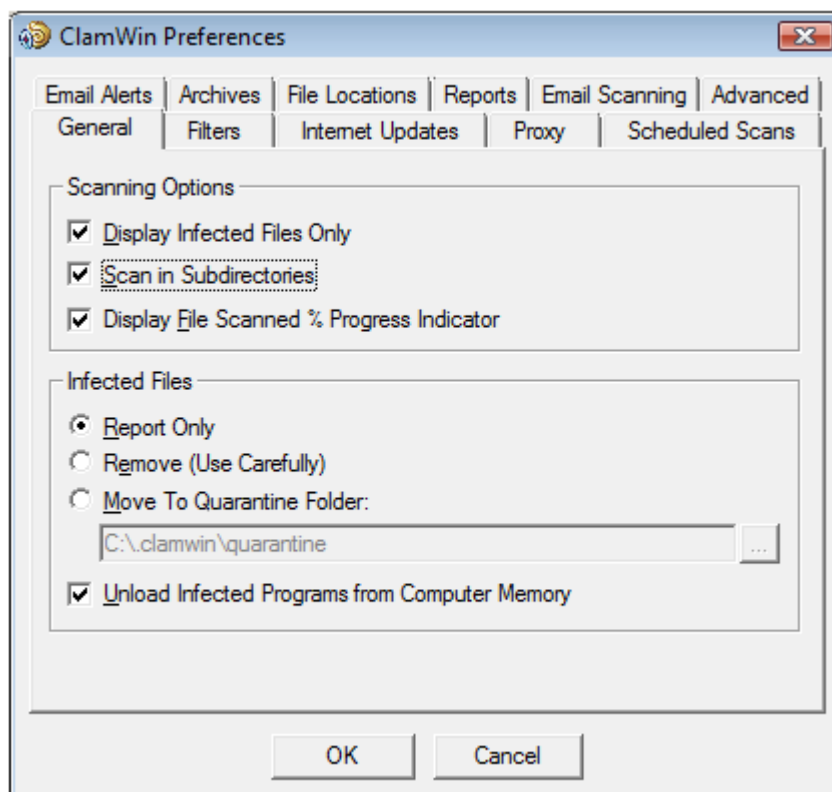 ClamWin Preferences
Email Alerts Archives File Locations Reports Email Scanning Advanced
General Filters Internet Updates Proxy Scheduled Scans
Scanning Options
Display Infected Files Only
Scan in Subdirectories
Display File Scanned % Progress Indicator
Infected Files
Report Only
Remove (Use Carefully)
Move To Quarantine Folder:
C:\.clamwin\quarantine ...
Unload Infected Programs from Computer Memory
OK Cancel